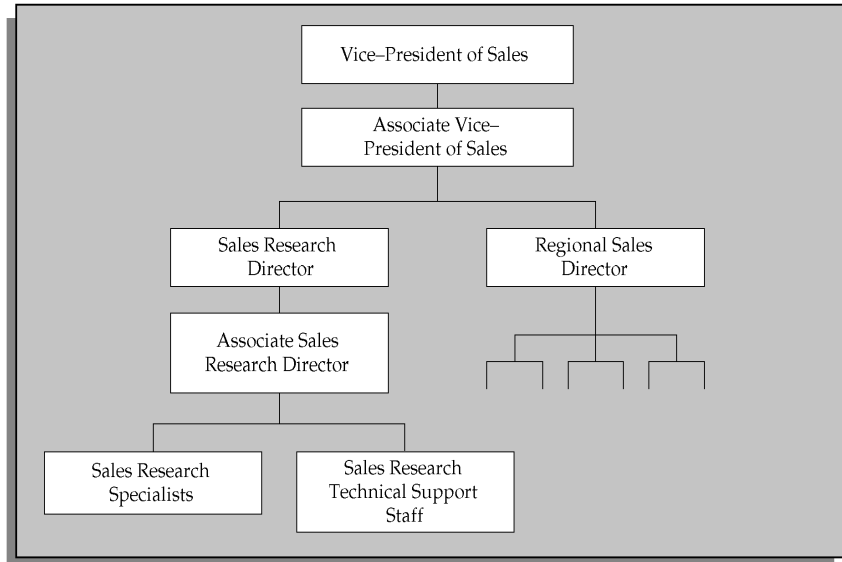 Vice–President of Sales
Associate Vice–
President of Sales
Sales Research
Director
Regional Sales
Director
Associate Sales
Research Director
Sales Research
Specialists
Sales Research
Technical Support
Staff